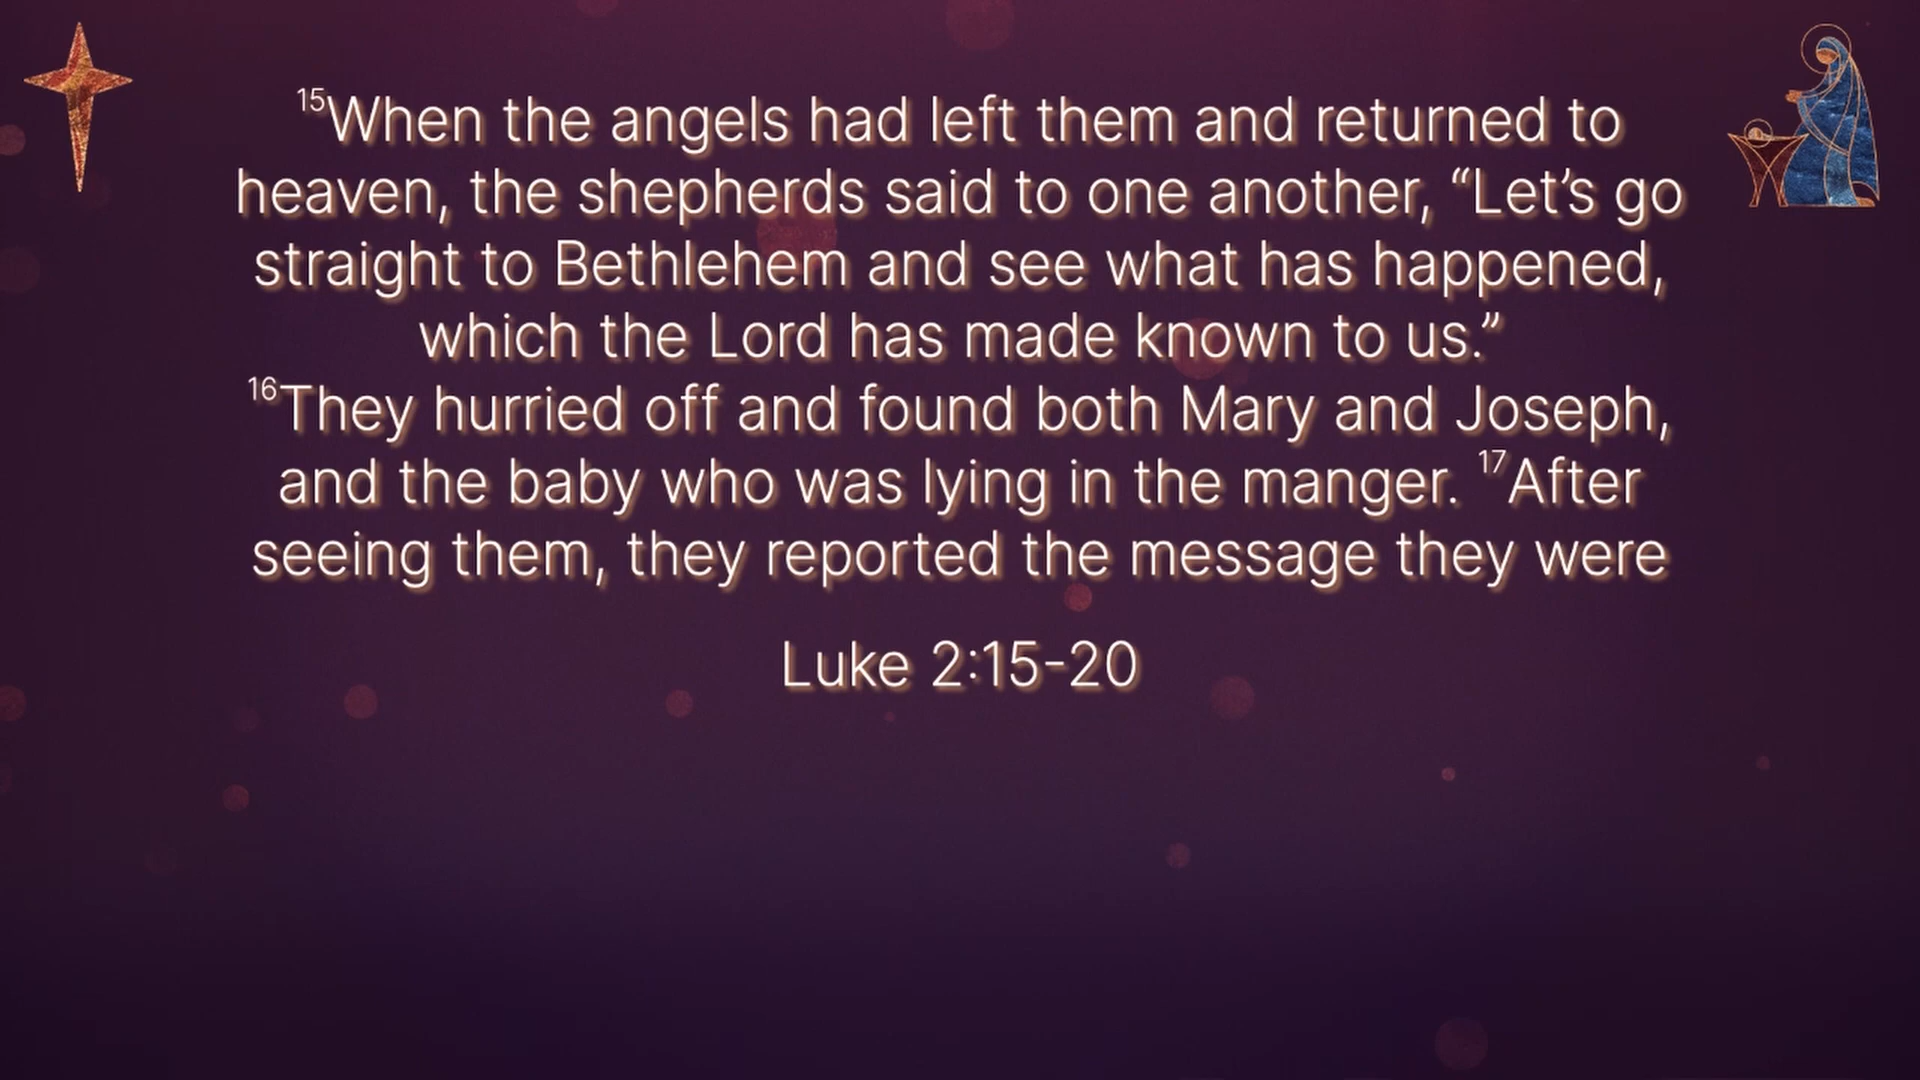 15When the angels had left them and returned to
heaven, the shepherds said to one another, “Let’s go
straight to Bethlehem and see what has happened,
which the Lord has made known to us.”
16They hurried off and found both Mary and Joseph,
and the baby who was lying in the manger. 17After
seeing them, they reported the message they were
Luke 2:15-20